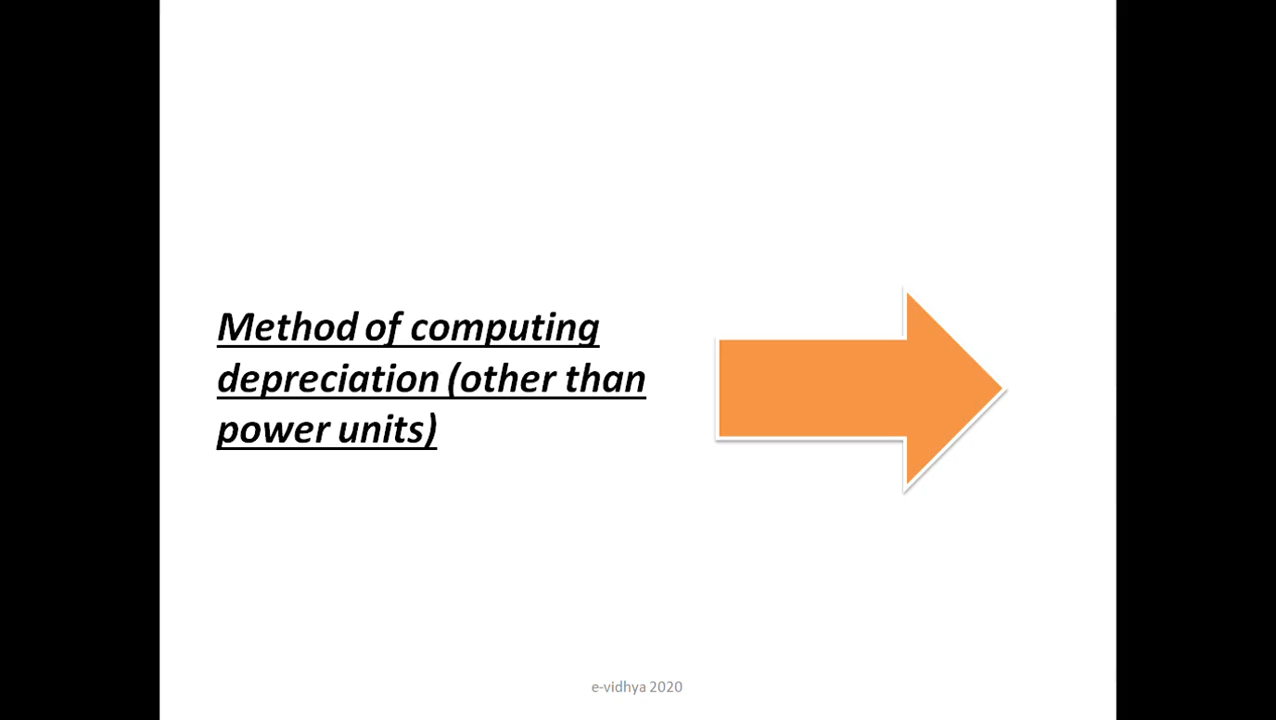 Method of computing
depreciation (other than
power units)
e-vidhya 2020